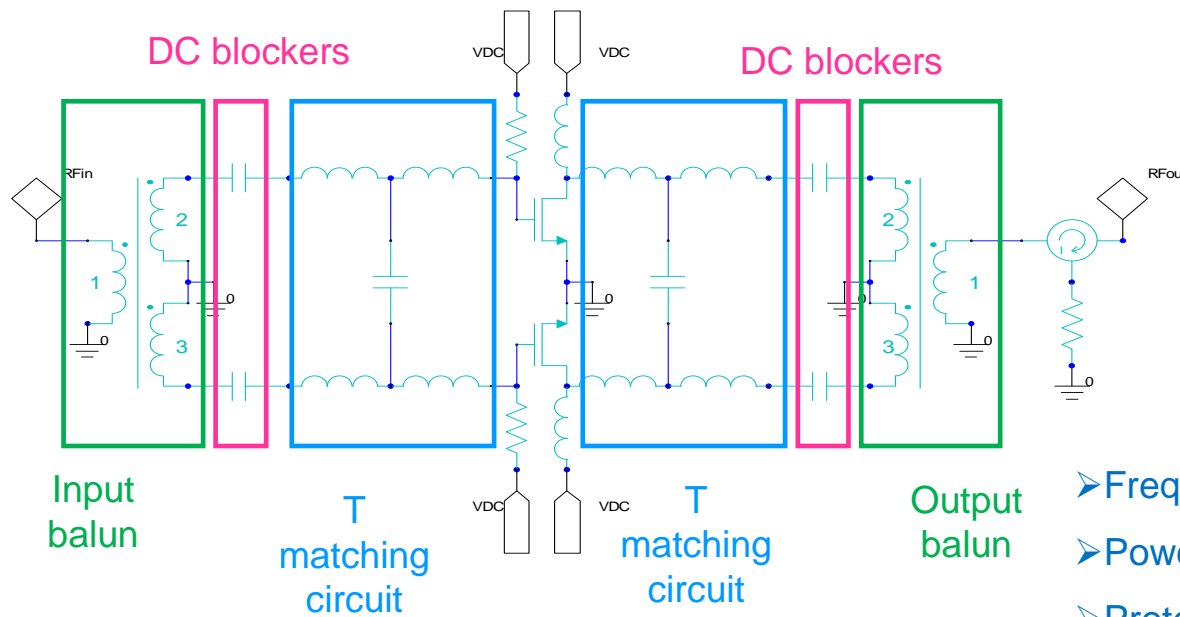 DC blockers
VDC
VDC
DC blockers
RFin
RFou
2
2
1
1
0
0
0
3
3
0
0
0
VDC
VDC
Input
balun
T
matching
circuit
T
matching
circuit
Output
balun
➢Freq
➢Powe